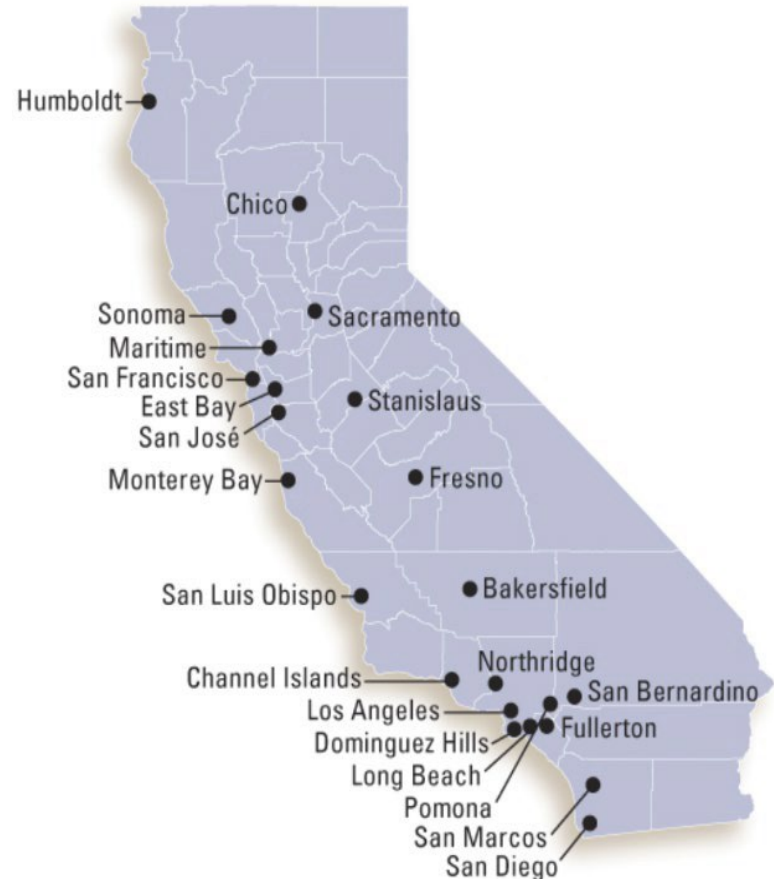 Humboldt
Chico
Sonoma
Sacramento
Maritime
San Francisco
East Bay
Stanislaus
San José
Monterey Bay
Fresno
San Luis Obispo
Bakersfield
Northridge
Channel Islands
San Bernardino
Los Angeles
Fullerton
Dominguez Hills
Long Beach
Pomona
San Marcos
San Diego